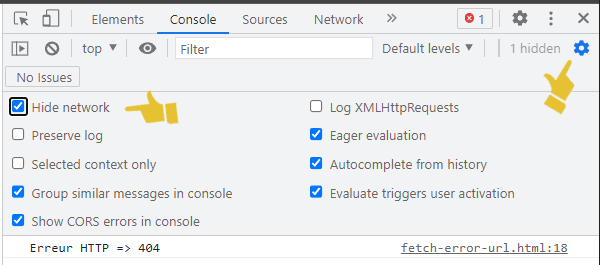 Elements Console Sources Network » 1
top ▾ Filter Default levels ▾ 1 hidden
No Issues
Hide network Log XMLHttpRequests
Preserve log Eager evaluation
Selected context only Autocomplete from history
Group similar messages in console Evaluate triggers user activation
Show CORS errors in console
Erreur HTTP => 404 fetch-error-url.html:18